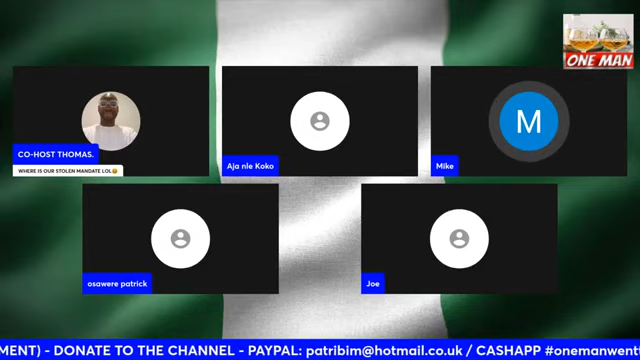 ONE MAN
CO-HOST THOMAS.
WHERE IS OUR STOLEN MANDATE LOL😂
Aja nle Koko
M
Mike
osawere patrick
Joe
MENT) - DONATE TO THE CHANNEL - PAYPAL: patribim@hotmail.co.uk / CASHAPP #onemanwent